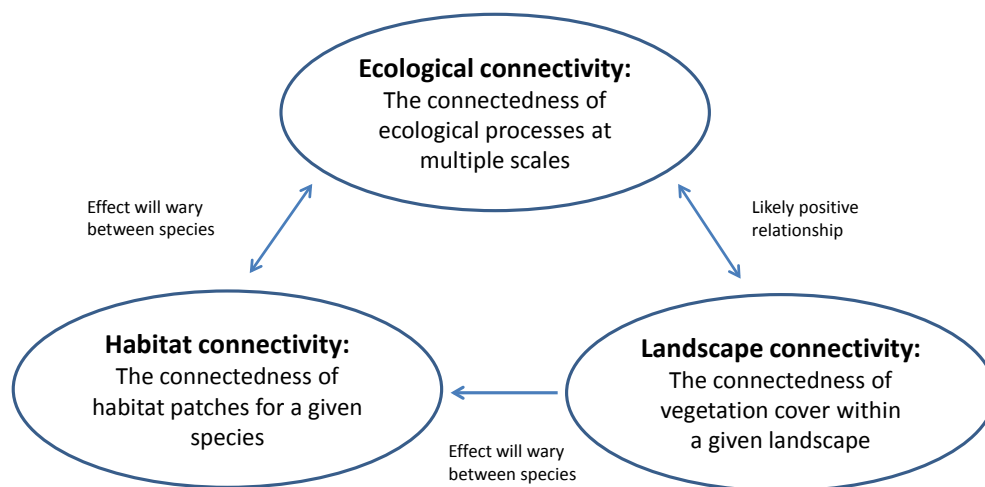 Ecological connectivity:
The connectedness of
ecological processes at
multiple scales
Effect will wary
between species
Likely positive
relationship
Habitat connectivity:
The connectedness of
habitat patches for a given
species
Landscape connectivity:
The connectedness of
vegetation cover within
a given landscape
Effect will wary
between species